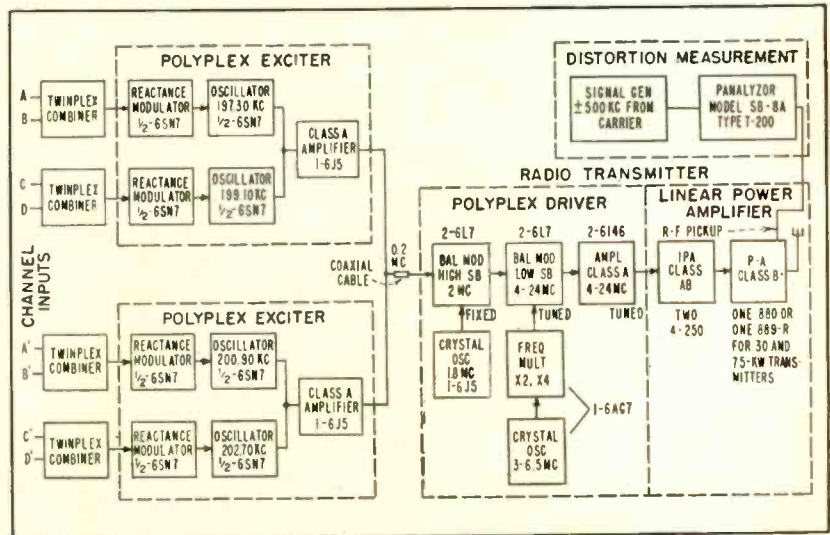 POLYPLEX EXCITER
A
B
TWINPLEX
COMBINER
REACTANCE
MODULATOR
1/2-6SN7
OSCILLATOR
197.30 KC
1/2-6SN7
CLASS A
AMPLIFIER
1-6J5
C
D
TWINPLEX
COMBINER
REACTANCE
MODULATOR
1/2-6SN7
OSCILLATOR
199.10 KC
1/2-6SN7
CHANNEL
INPUTS
POLYPLEX EXCITER
A'
B'
TWINPLEX
COMBINER
REACTANCE
MODULATOR
1/2-6SN7
OSCILLATOR
200.90 KC
1/2-6SN7
CLASS A
AMPLIFIER
1-6J5
C'
D'
TWINPLEX
COMBINER
REACTANCE
MODULATOR
1/2-6SN7
OSCILLATOR
202.70 KC
1/2-6SN7
0.2
MC
COAXIAL
CABLE
DISTORTION MEASUREMENT
SIGNAL GEN
±500 KC FROM
CARRIER
PANALYZOR
MODEL SB-8A
TYPE T-200
RADIO TRANSMITTER
POLYPLEX DRIVER
2-6L7
BAL MOD
HIGH SB
2 MC
FIXED
CRYSTAL
OSC
1.8 MC
1-6J5
2-6L7
BAL MOD
LOW SB
4-24MC
TUNED
FREQ
MULT
X2, X4
CRYSTAL
OSC
3-6.5MC
1-6AG7
2-6146
AMPL
CLASS A
4-24 MC
TUNED
LINEAR POWER
AMPLIFIER
R-F PICKUP
IPA
CLASS
AB
TWO
4-250
P-A
CLASS B
ONE 880 OR
ONE 889-R
FOR 30 AND
7.5-KW TRANS-
MITTERS